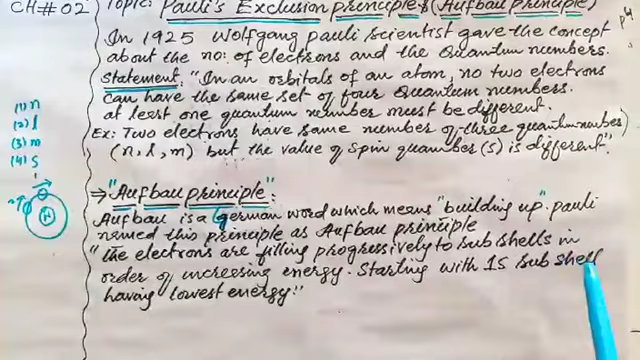 CH#02
Topic: Pauli's Exclusion principle & (Aufbau principle)
In 1925 Wolfgang pauli scientist gave the concept
about the no: of electrons and the Quantum numbers.
Statement: "In an orbitals of an atom, no two electrons
can have the same set of four Quantum numbers.
at least one quantum number must be different.
Ex: Two electrons have same number of three quantum number)
(n, l, m) but the value of spin quamber (s) is different".
(1) n
(2) l
(3) m
(4) s
N
→ "Aufbau principle":
Aufbau is a german word which means "building up" pauli
named this principle as Aufbau principle
"the electrons are filling progressively to sub shells in
order of increasing energy. Starting with 1s sub shell
having lowest energy."